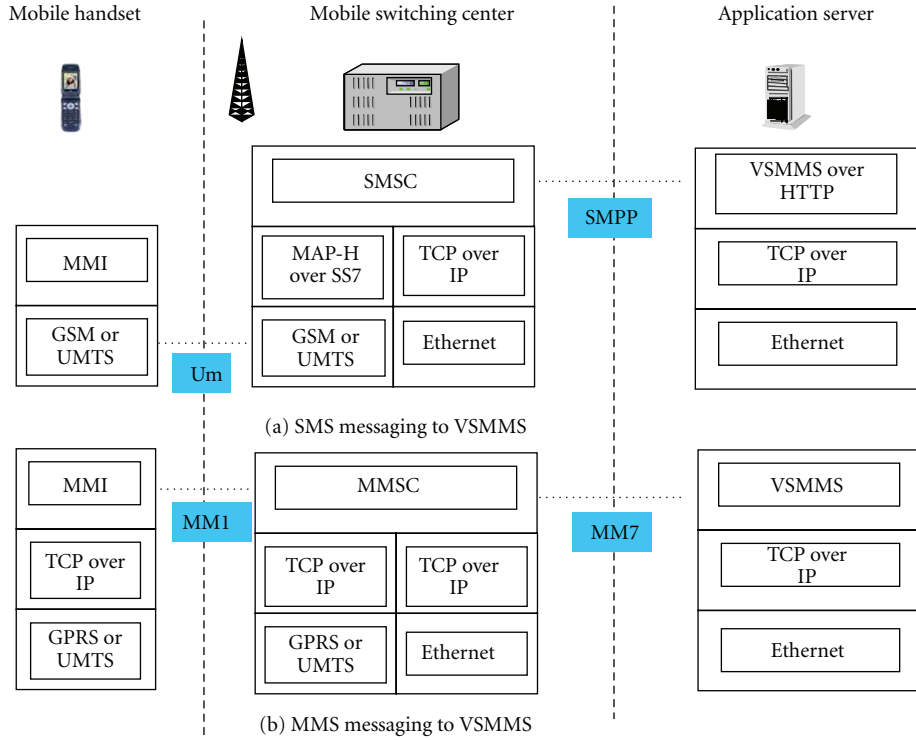 Mobile handset
Mobile switching center
Application server
SMSC
VSMMS over
HTTP
SMPP
MMI
MAP-H
over SS7
TCP over
IP
TCP over
IP
GSM or
UMTS
GSM or
UMTS
Ethernet
Ethernet
Um
(a) SMS messaging to VSMMS
MMI
MMSC
VSMMS
MM1
MM7
TCP over
IP
TCP over
IP
TCP over
IP
TCP over
IP
GPRS or
UMTS
GPRS or
UMTS
Ethernet
Ethernet
(b) MMS messaging to VSMMS